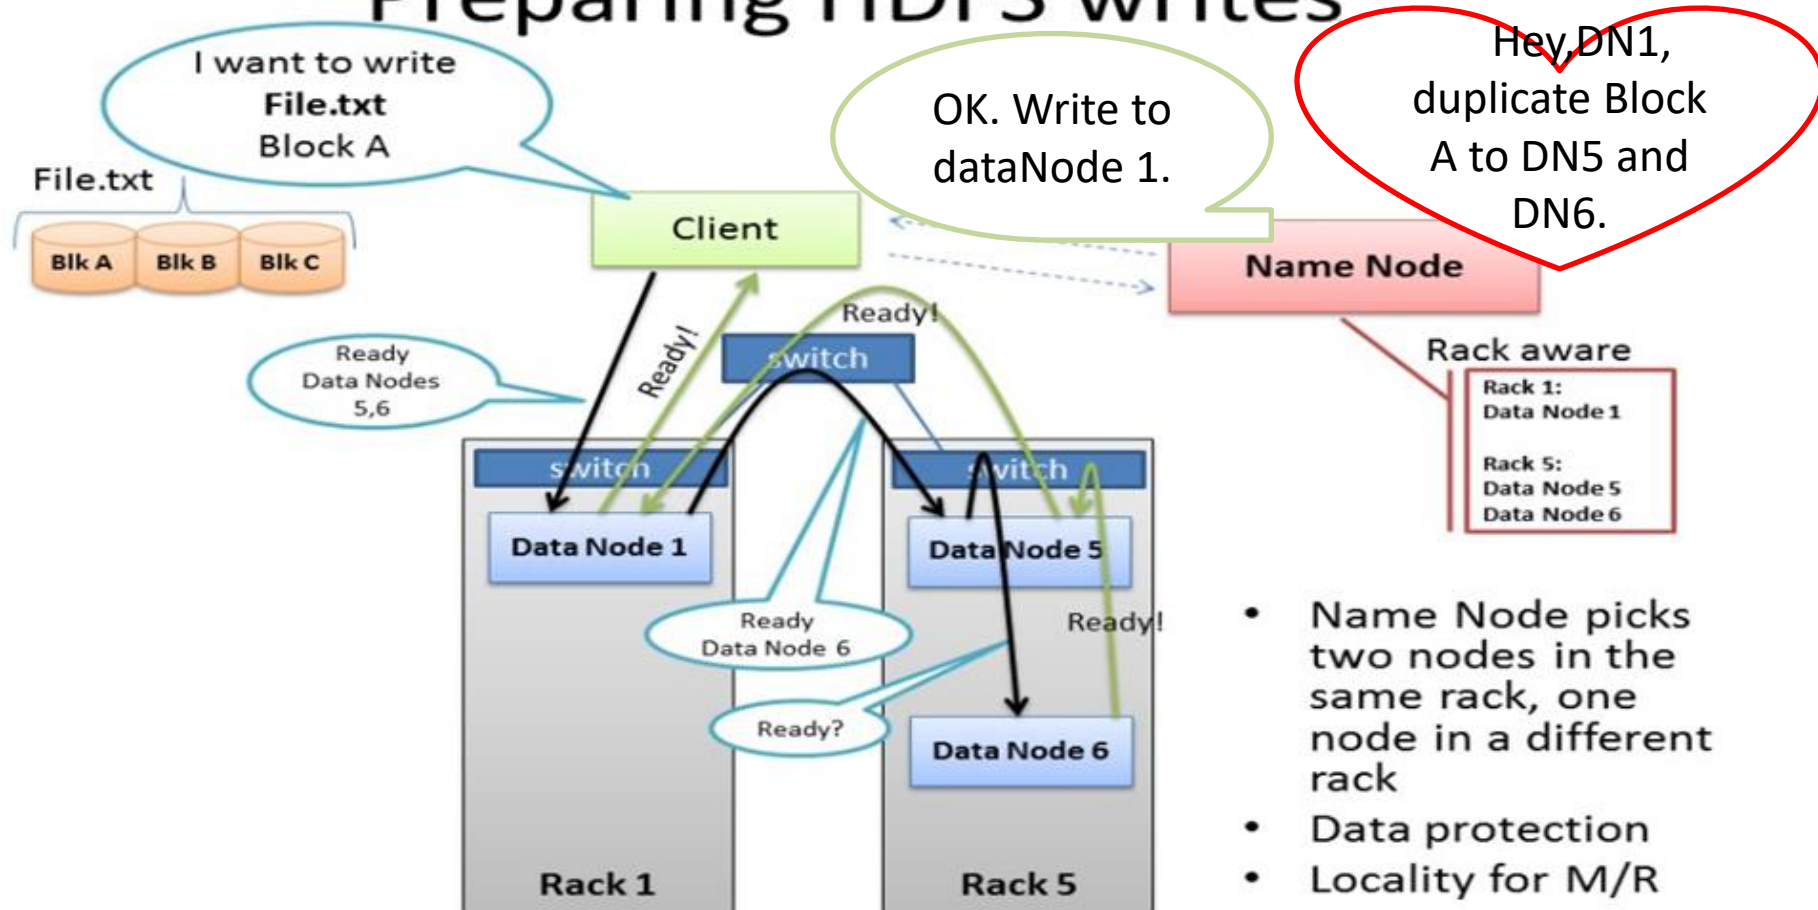 Preparing HDFS writes
I want to write
File.txt
Block A
OK. Write to
dataNode 1.
Hey,DN1,
duplicate Block
A to DN5 and
DN6.
File.txt
Blk A
Blk B
Blk C
Client
Name Node
Ready!
Ready!
switch
Ready
Data Nodes
5,6
Rack aware
Rack 1:
Data Node 1
Rack 5:
Data Node 5
Data Node 6
switch
switch
Data Node 1
Data Node 5
Ready
Data Node 6
Ready!
Ready?
Data Node 6
Rack 1
Rack 5
• Name Node picks
two nodes in the
same rack, one
node in a different
rack
• Data protection
• Locality for M/R